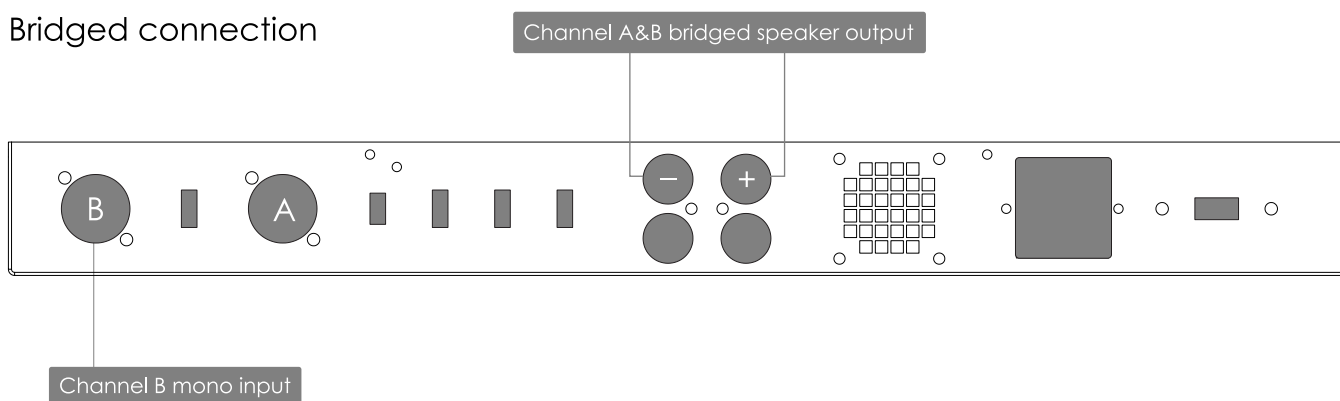 Bridged connection
Channel A&B bridged speaker output
− +
B A
Channel B mono input